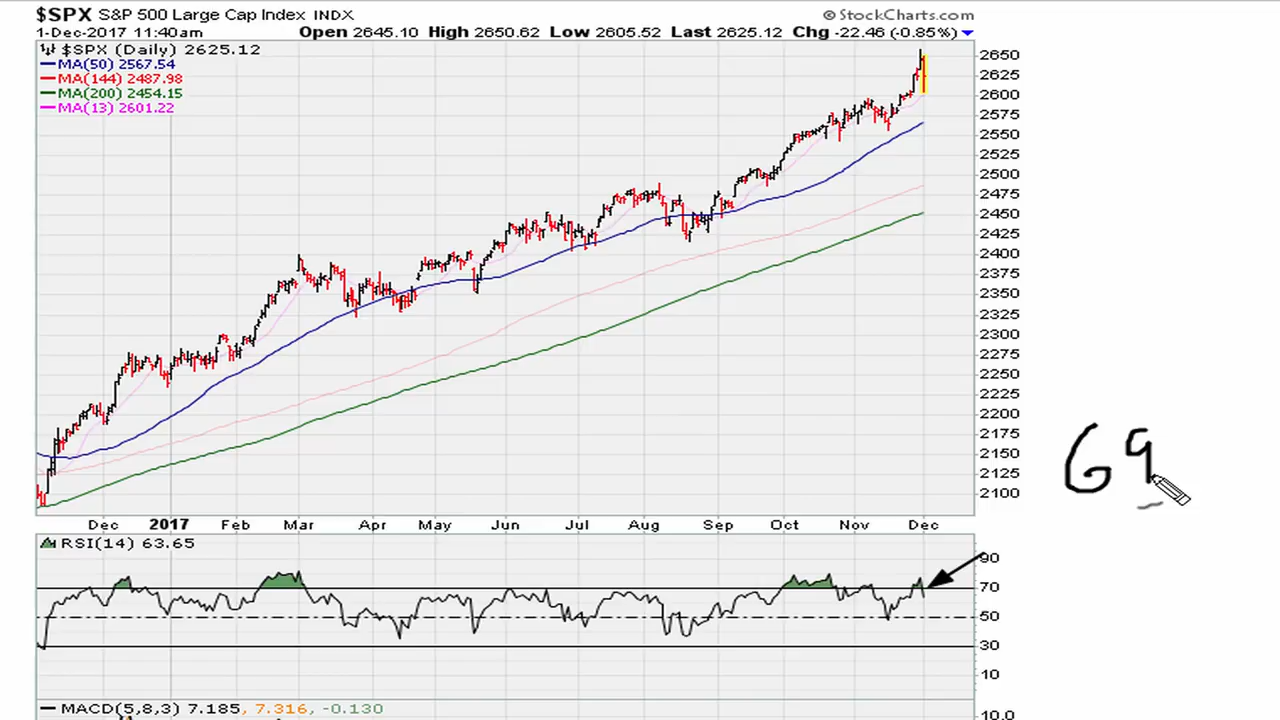 $SPX S&P 500 Large Cap Index INDX
© StockCharts.com
1-Dec-2017 11:40am
Open 2645.10 High 2650.62 Low 2605.52 Last 2625.12 Chg -22.46 (-0.85%)
$SPX (Daily) 2625.12
MA(50) 2567.54
MA(144) 2487.98
MA(200) 2454.15
MA(13) 2601.22
2650
2625
2600
2575
2550
2525
2500
2475
2450
2425
2400
2375
2350
2325
2300
2275
2250
2225
2200
2175
2150
2125
2100
69
Dec 2017 Feb Mar Apr May Jun Jul Aug Sep Oct Nov Dec
RSI(14) 63.65
90
70
50
30
10
MACD(5,8,3) 7.185, 7.316, -0.130
10.0